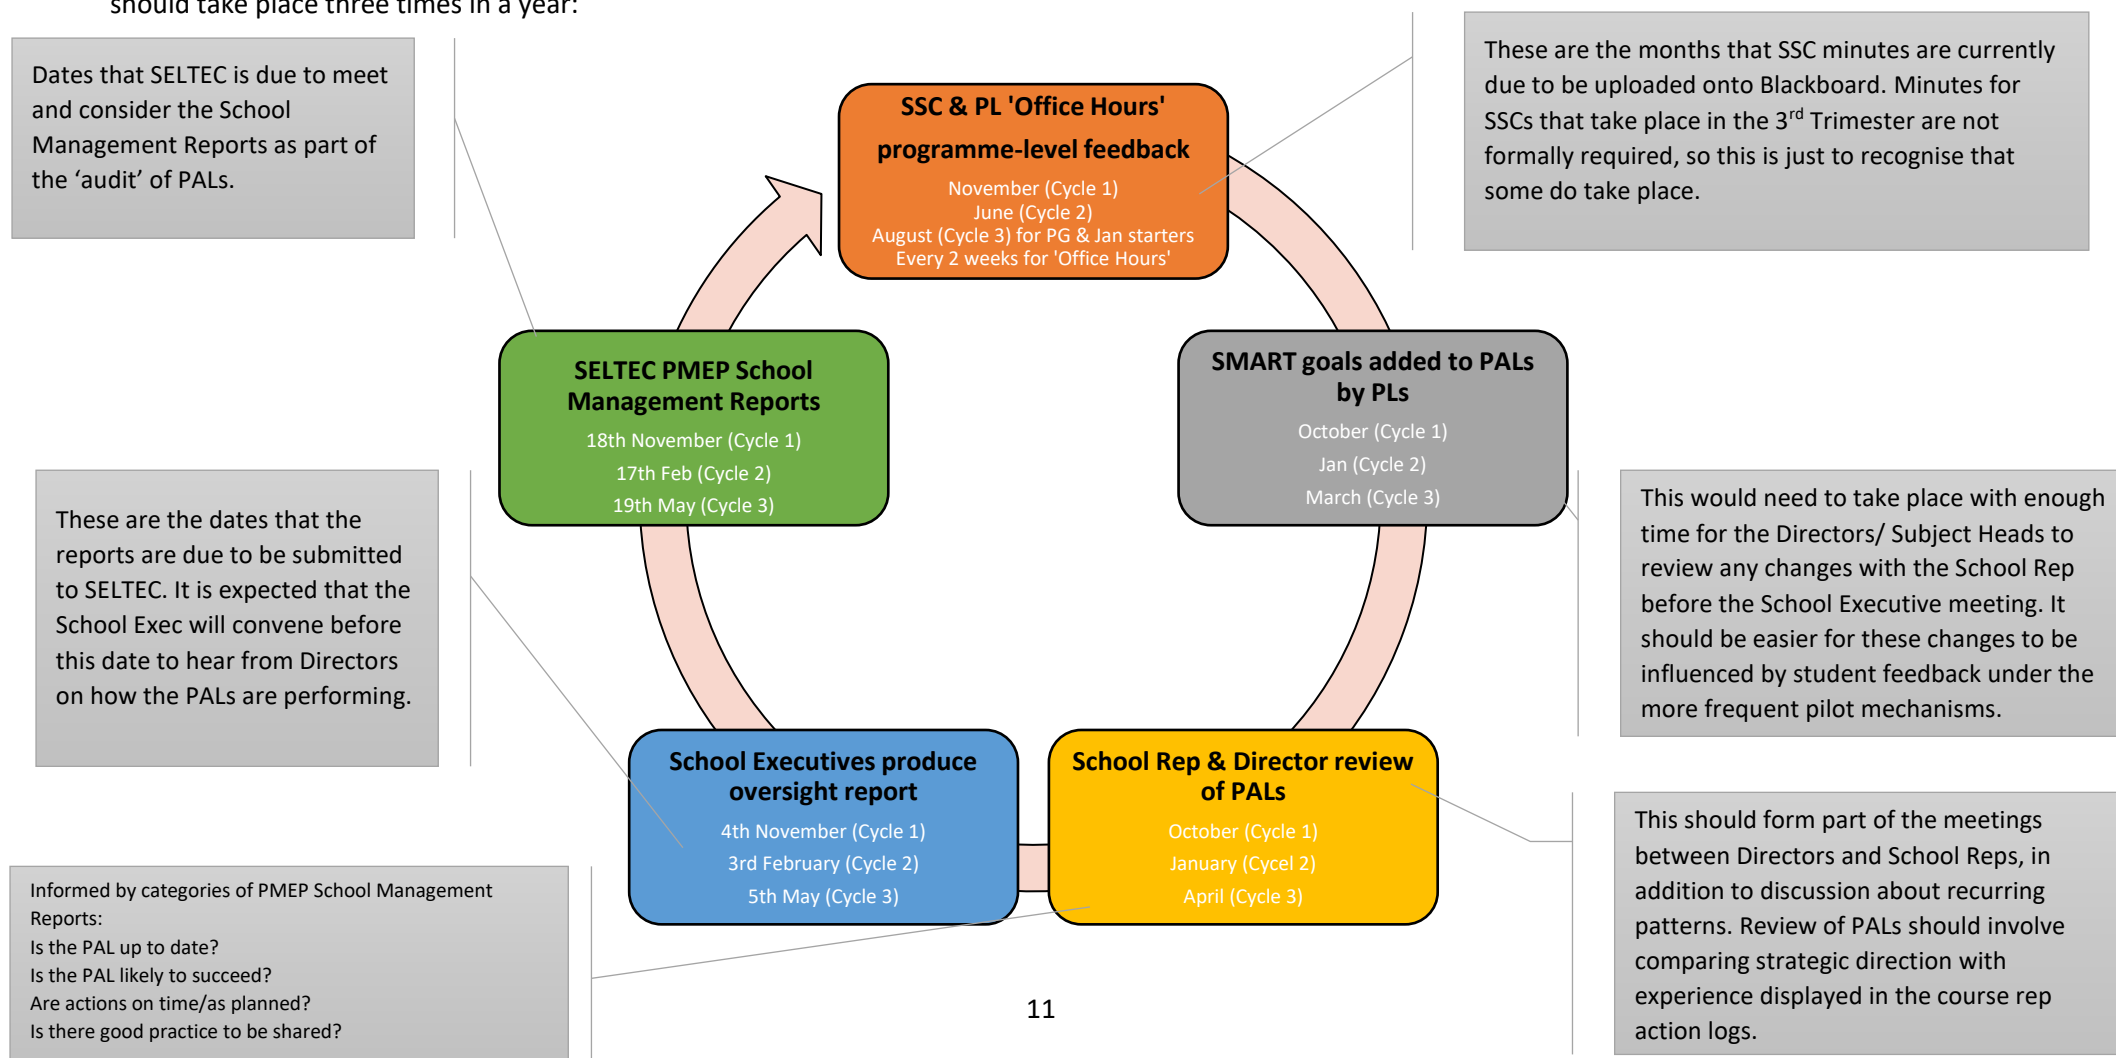 should take place three times in a year:
Dates that SELTEC is due to meet
and consider the School
Management Reports as part of
the ‘audit’ of PALs.
SSC & PL 'Office Hours'
programme-level feedback
November (Cycle 1)
June (Cycle 2)
August (Cycle 3) for PG & Jan starters
Every 2 weeks for 'Office Hours'
These are the months that SSC minutes are currently
due to be uploaded onto Blackboard. Minutes for
SSCs that take place in the 3rd Trimester are not
formally required, so this is just to recognise that
some do take place.
SELTEC PMEP School
Management Reports
18th November (Cycle 1)
17th Feb (Cycle 2)
19th May (Cycle 3)
SMART goals added to PALs
by PLs
October (Cycle 1)
Jan (Cycle 2)
March (Cycle 3)
These are the dates that the
reports are due to be submitted
to SELTEC. It is expected that the
School Exec will convene before
this date to hear from Directors
on how the PALs are performing.
This would need to take place with enough
time for the Directors/ Subject Heads to
review any changes with the School Rep
before the School Executive meeting. It
should be easier for these changes to be
influenced by student feedback under the
more frequent pilot mechanisms.
School Executives produce
oversight report
4th November (Cycle 1)
3rd February (Cycle 2)
5th May (Cycle 3)
School Rep & Director review
of PALs
October (Cycle 1)
January (Cycel 2)
April (Cycle 3)
Informed by categories of PMEP School Management
Reports:
Is the PAL up to date?
Is the PAL likely to succeed?
Are actions on time/as planned?
Is there good practice to be shared?
This should form part of the meetings
between Directors and School Reps, in
addition to discussion about recurring
patterns. Review of PALs should involve
comparing strategic direction with
experience displayed in the course rep
action logs.
11